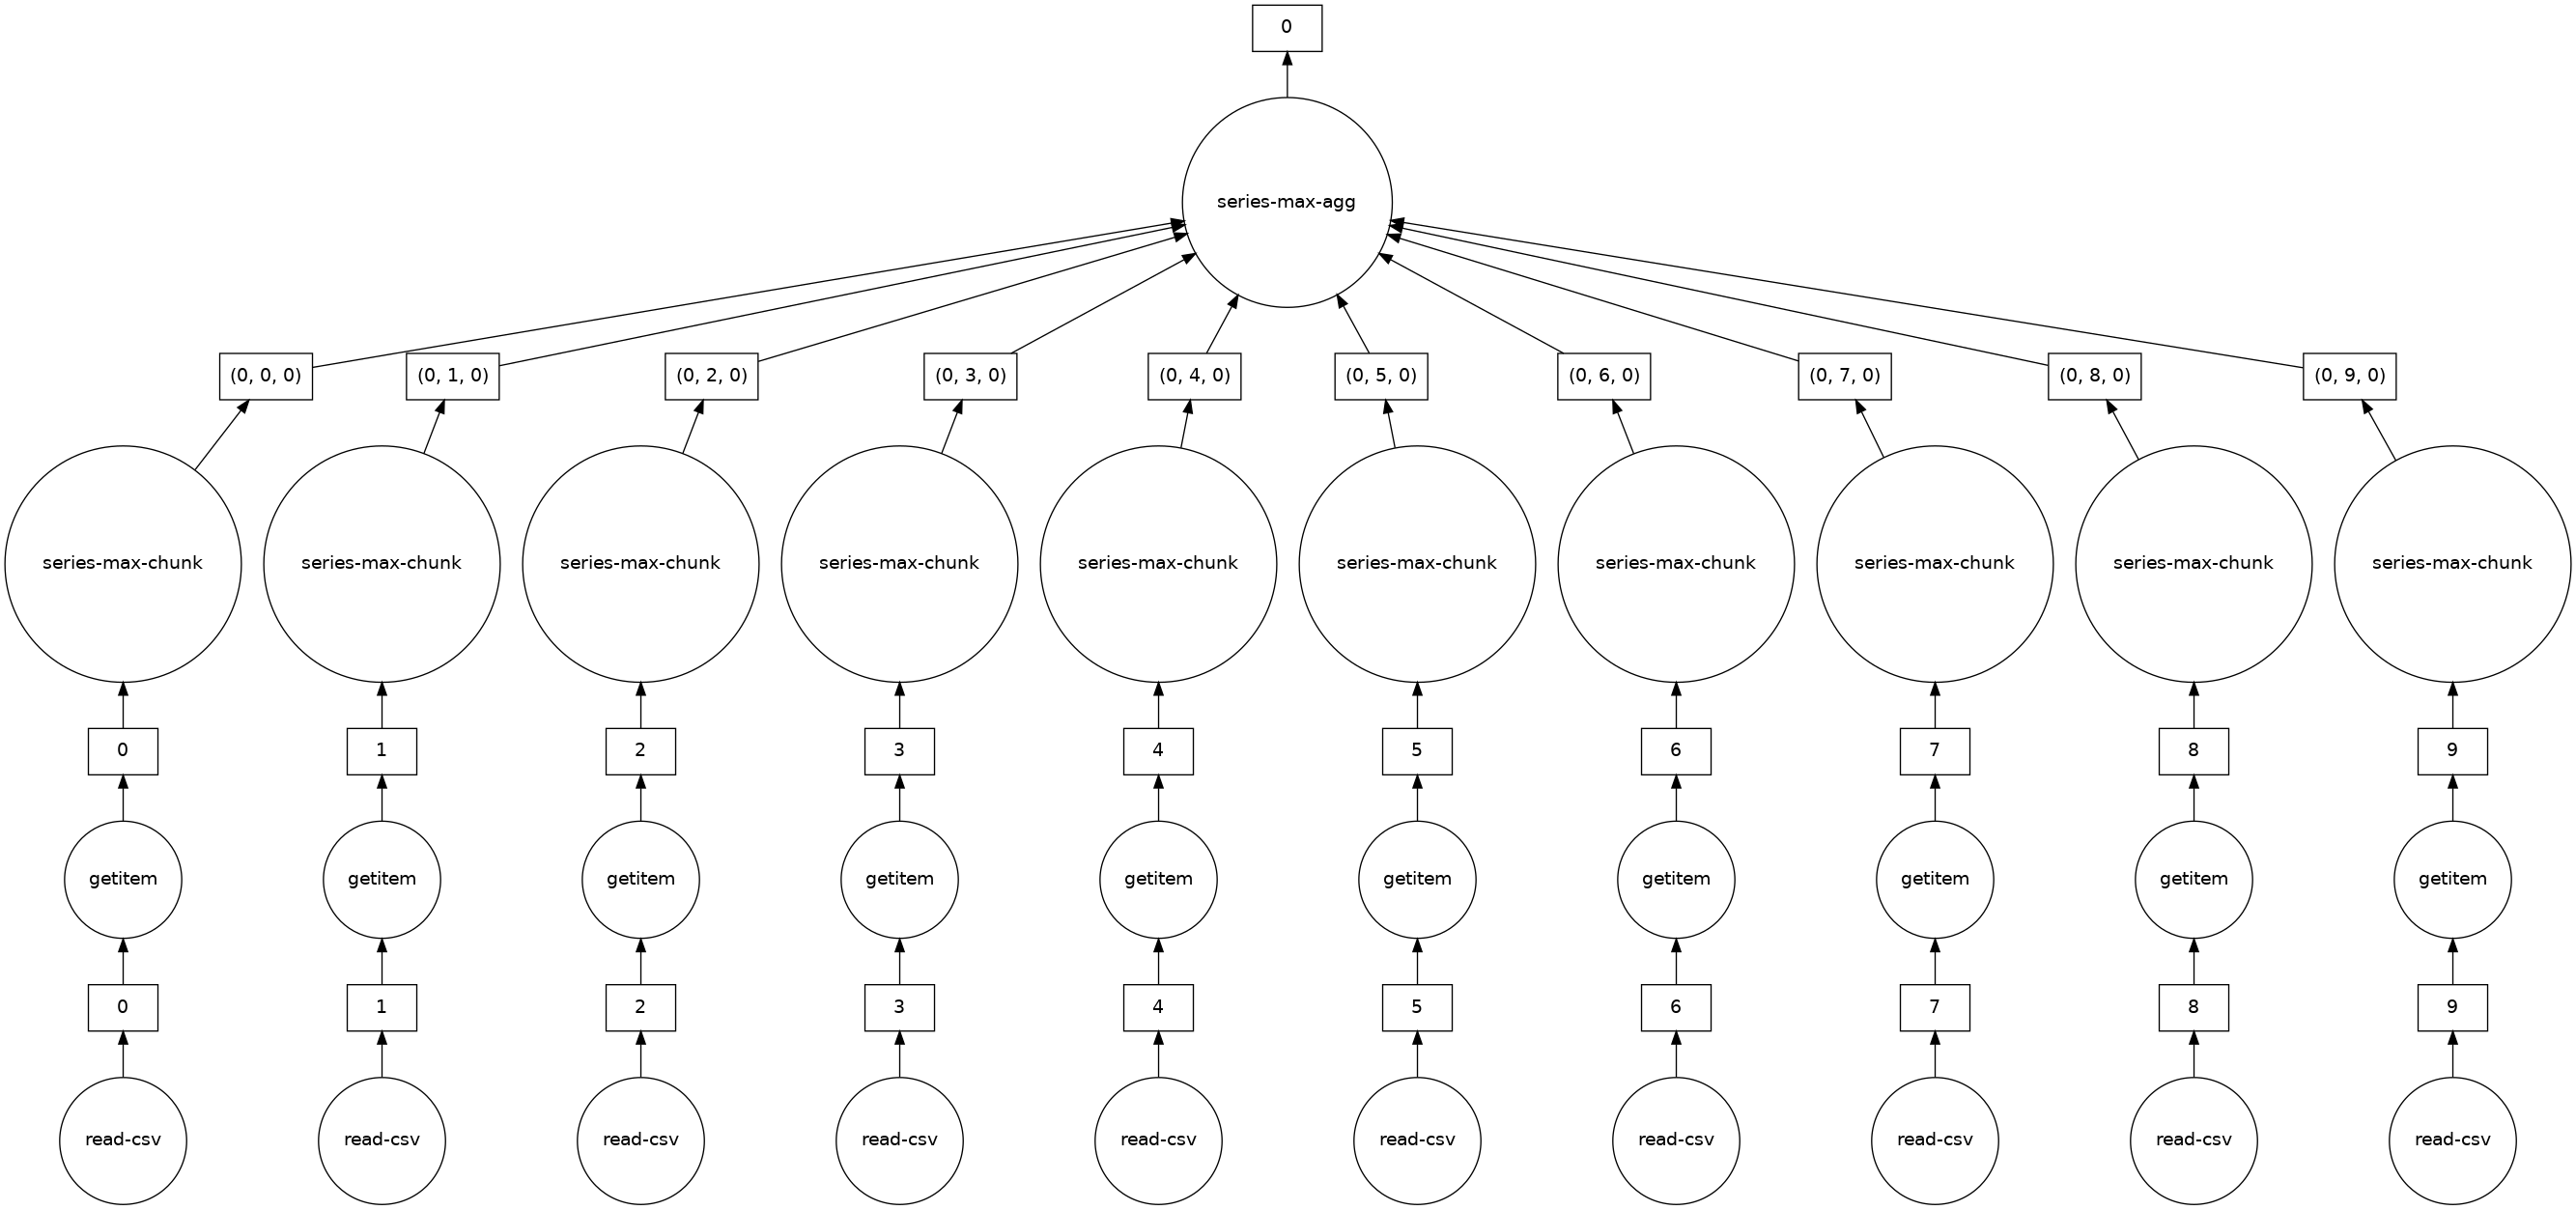 0
series-max-agg
(0, 0, 0) (0, 1, 0) (0, 2, 0) (0, 3, 0) (0, 4, 0) (0, 5, 0) (0, 6, 0) (0, 7, 0) (0, 8, 0) (0, 9, 0)
series-max-chunk series-max-chunk series-max-chunk series-max-chunk series-max-chunk series-max-chunk series-max-chunk series-max-chunk series-max-chunk series-max-chunk
0 1 2 3 4 5 6 7 8 9
getitem getitem getitem getitem getitem getitem getitem getitem getitem getitem
0 1 2 3 4 5 6 7 8 9
read-csv read-csv read-csv read-csv read-csv read-csv read-csv read-csv read-csv read-csv